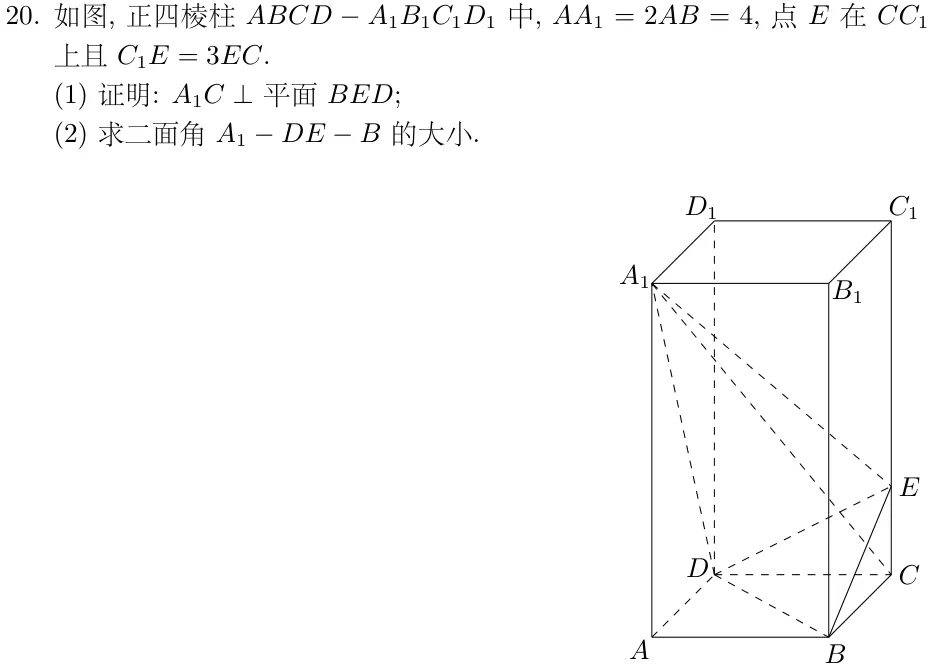 20. 如图, 正四棱柱 ABCD − A₁B₁C₁D₁ 中, AA₁ = 2AB = 4, 点 E 在 CC₁
上且 C₁E = 3EC.
(1) 证明: A₁C ⊥ 平面 BED;
(2) 求二面角 A₁ − DE − B 的大小.
D₁ C₁
A₁ B₁
E
D C
A B